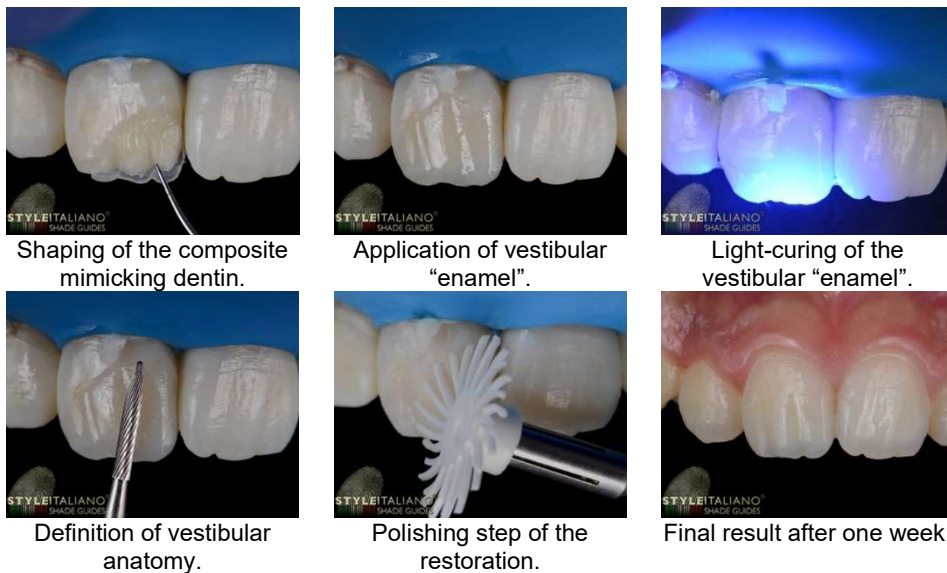 STYLEITALIANO®
SHADE GUIDES
STYLEITALIANO®
SHADE GUIDES
STYLEITALIANO®
SHADE GUIDES
Shaping of the composite
mimicking dentin.
Application of vestibular
“enamel”.
Light-curing of the
vestibular “enamel”.
STYLEITALIANO®
SHADE GUIDES
STYLEITALIANO®
SHADE GUIDES
STYLEITALIANO®
SHADE GUIDES
Definition of vestibular
anatomy.
Polishing step of the
restoration.
Final result after one week